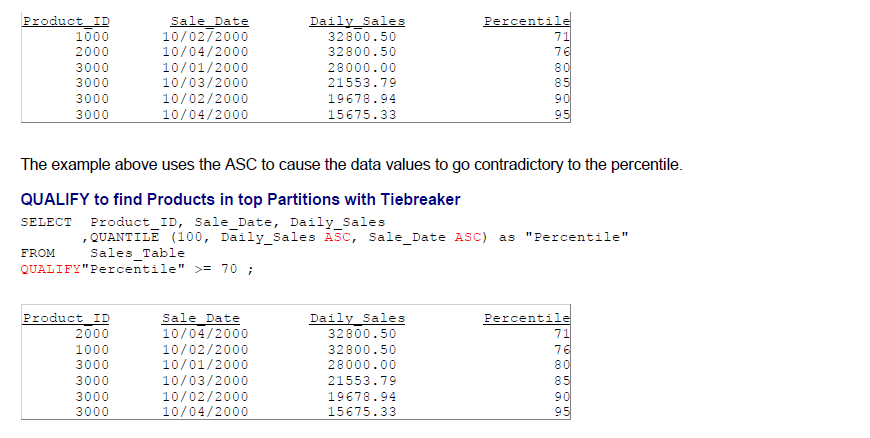 Product_ID Sale_Date Daily_Sales Percentile
1000 10/02/2000 32800.50 71
2000 10/04/2000 32800.50 76
3000 10/01/2000 28000.00 80
3000 10/03/2000 21553.79 85
3000 10/02/2000 19678.94 90
3000 10/04/2000 15675.33 95
The example above uses the ASC to cause the data values to go contradictory to the percentile.
QUALIFY to find Products in top Partitions with Tiebreaker
SELECT Product_ID, Sale_Date, Daily_Sales
,QUANTILE (100, Daily_Sales ASC, Sale_Date ASC) as "Percentile"
FROM Sales_Table
QUALIFY"Percentile" >= 70 ;
Product_ID Sale_Date Daily_Sales Percentile
2000 10/04/2000 32800.50 71
1000 10/02/2000 32800.50 76
3000 10/01/2000 28000.00 80
3000 10/03/2000 21553.79 85
3000 10/02/2000 19678.94 90
3000 10/04/2000 15675.33 95